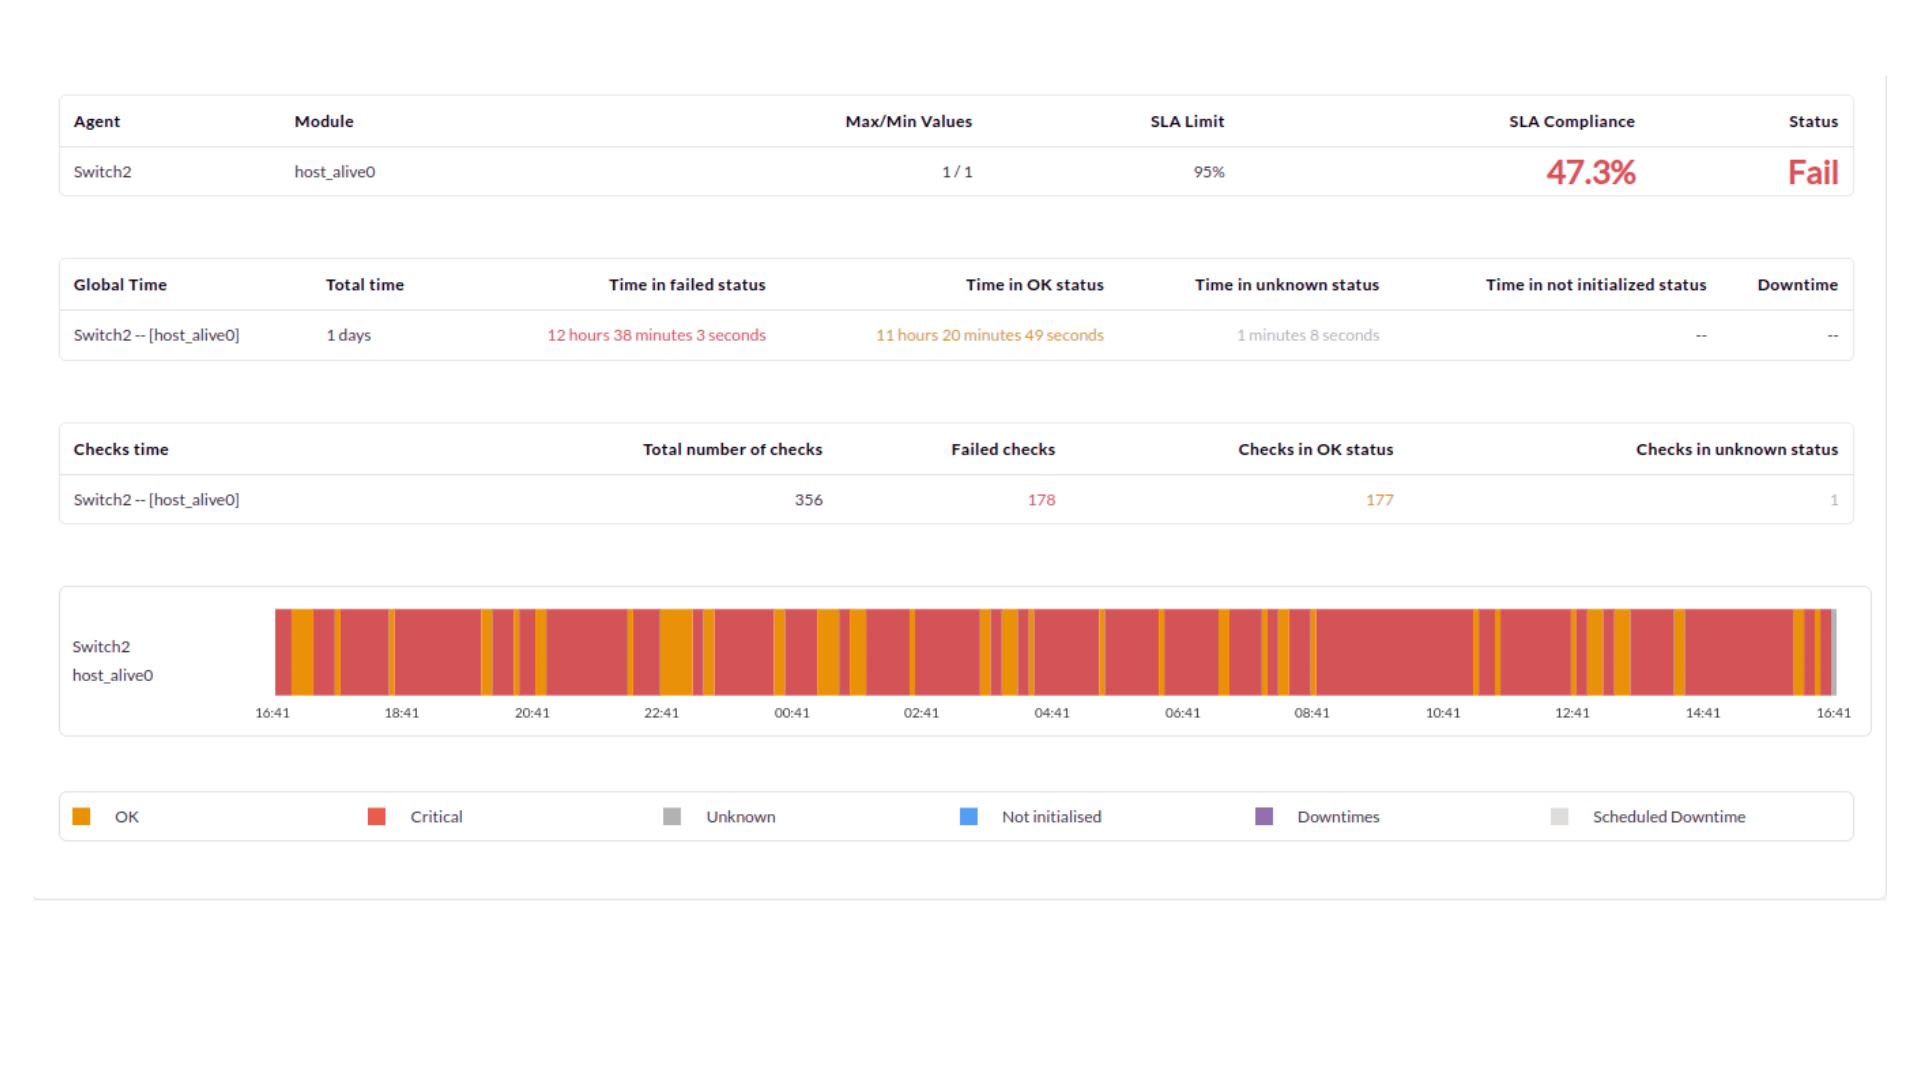 Agent Module Max/Min Values SLA Limit SLA Compliance Status
Switch2 host_alive0 1 / 1 95% 47.3% Fail
Global Time Total time Time in failed status Time in OK status Time in unknown status Time in not initialized status Downtime
Switch2 -- [host_alive0] 1 days 12 hours 38 minutes 3 seconds 11 hours 20 minutes 49 seconds 1 minutes 8 seconds -- --
Checks time Total number of checks Failed checks Checks in OK status Checks in unknown status
Switch2 -- [host_alive0] 356 178 177 1
Switch2
host_alive0
16:41 18:41 20:41 22:41 00:41 02:41 04:41 06:41 08:41 10:41 12:41 14:41 16:41
OK Critical Unknown Not initialised Downtimes Scheduled Downtime